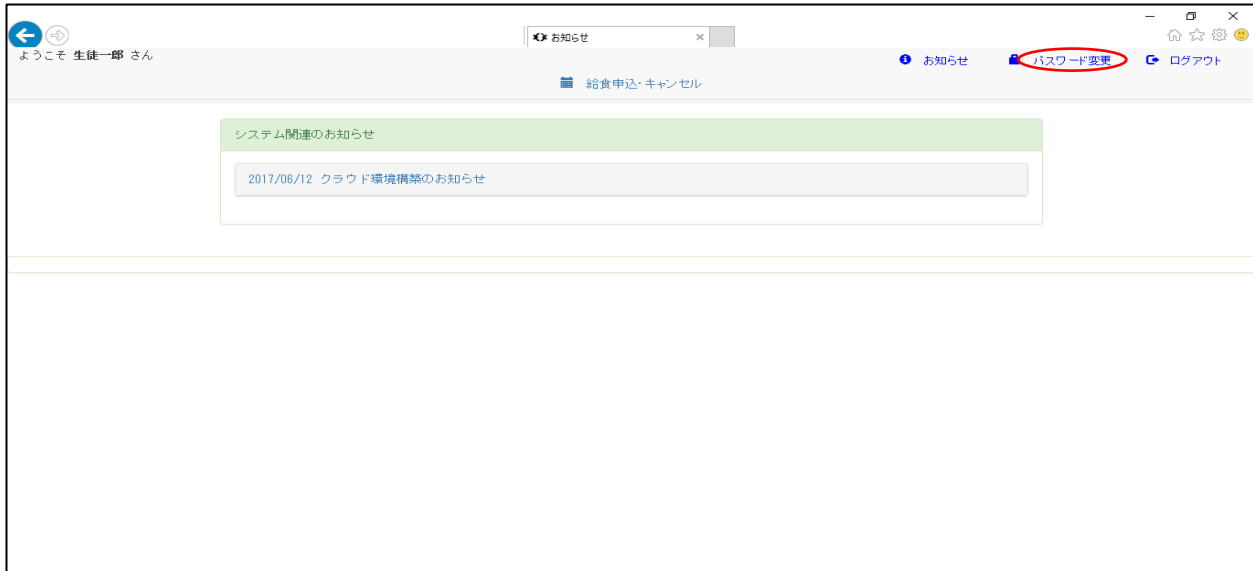 お知らせ
ようこそ 生徒一郎 さん
お知らせ パスワード変更 ログアウト
給食申込・キャンセル
システム関連のお知らせ
2017/06/12 クラウド環境構築のお知らせ